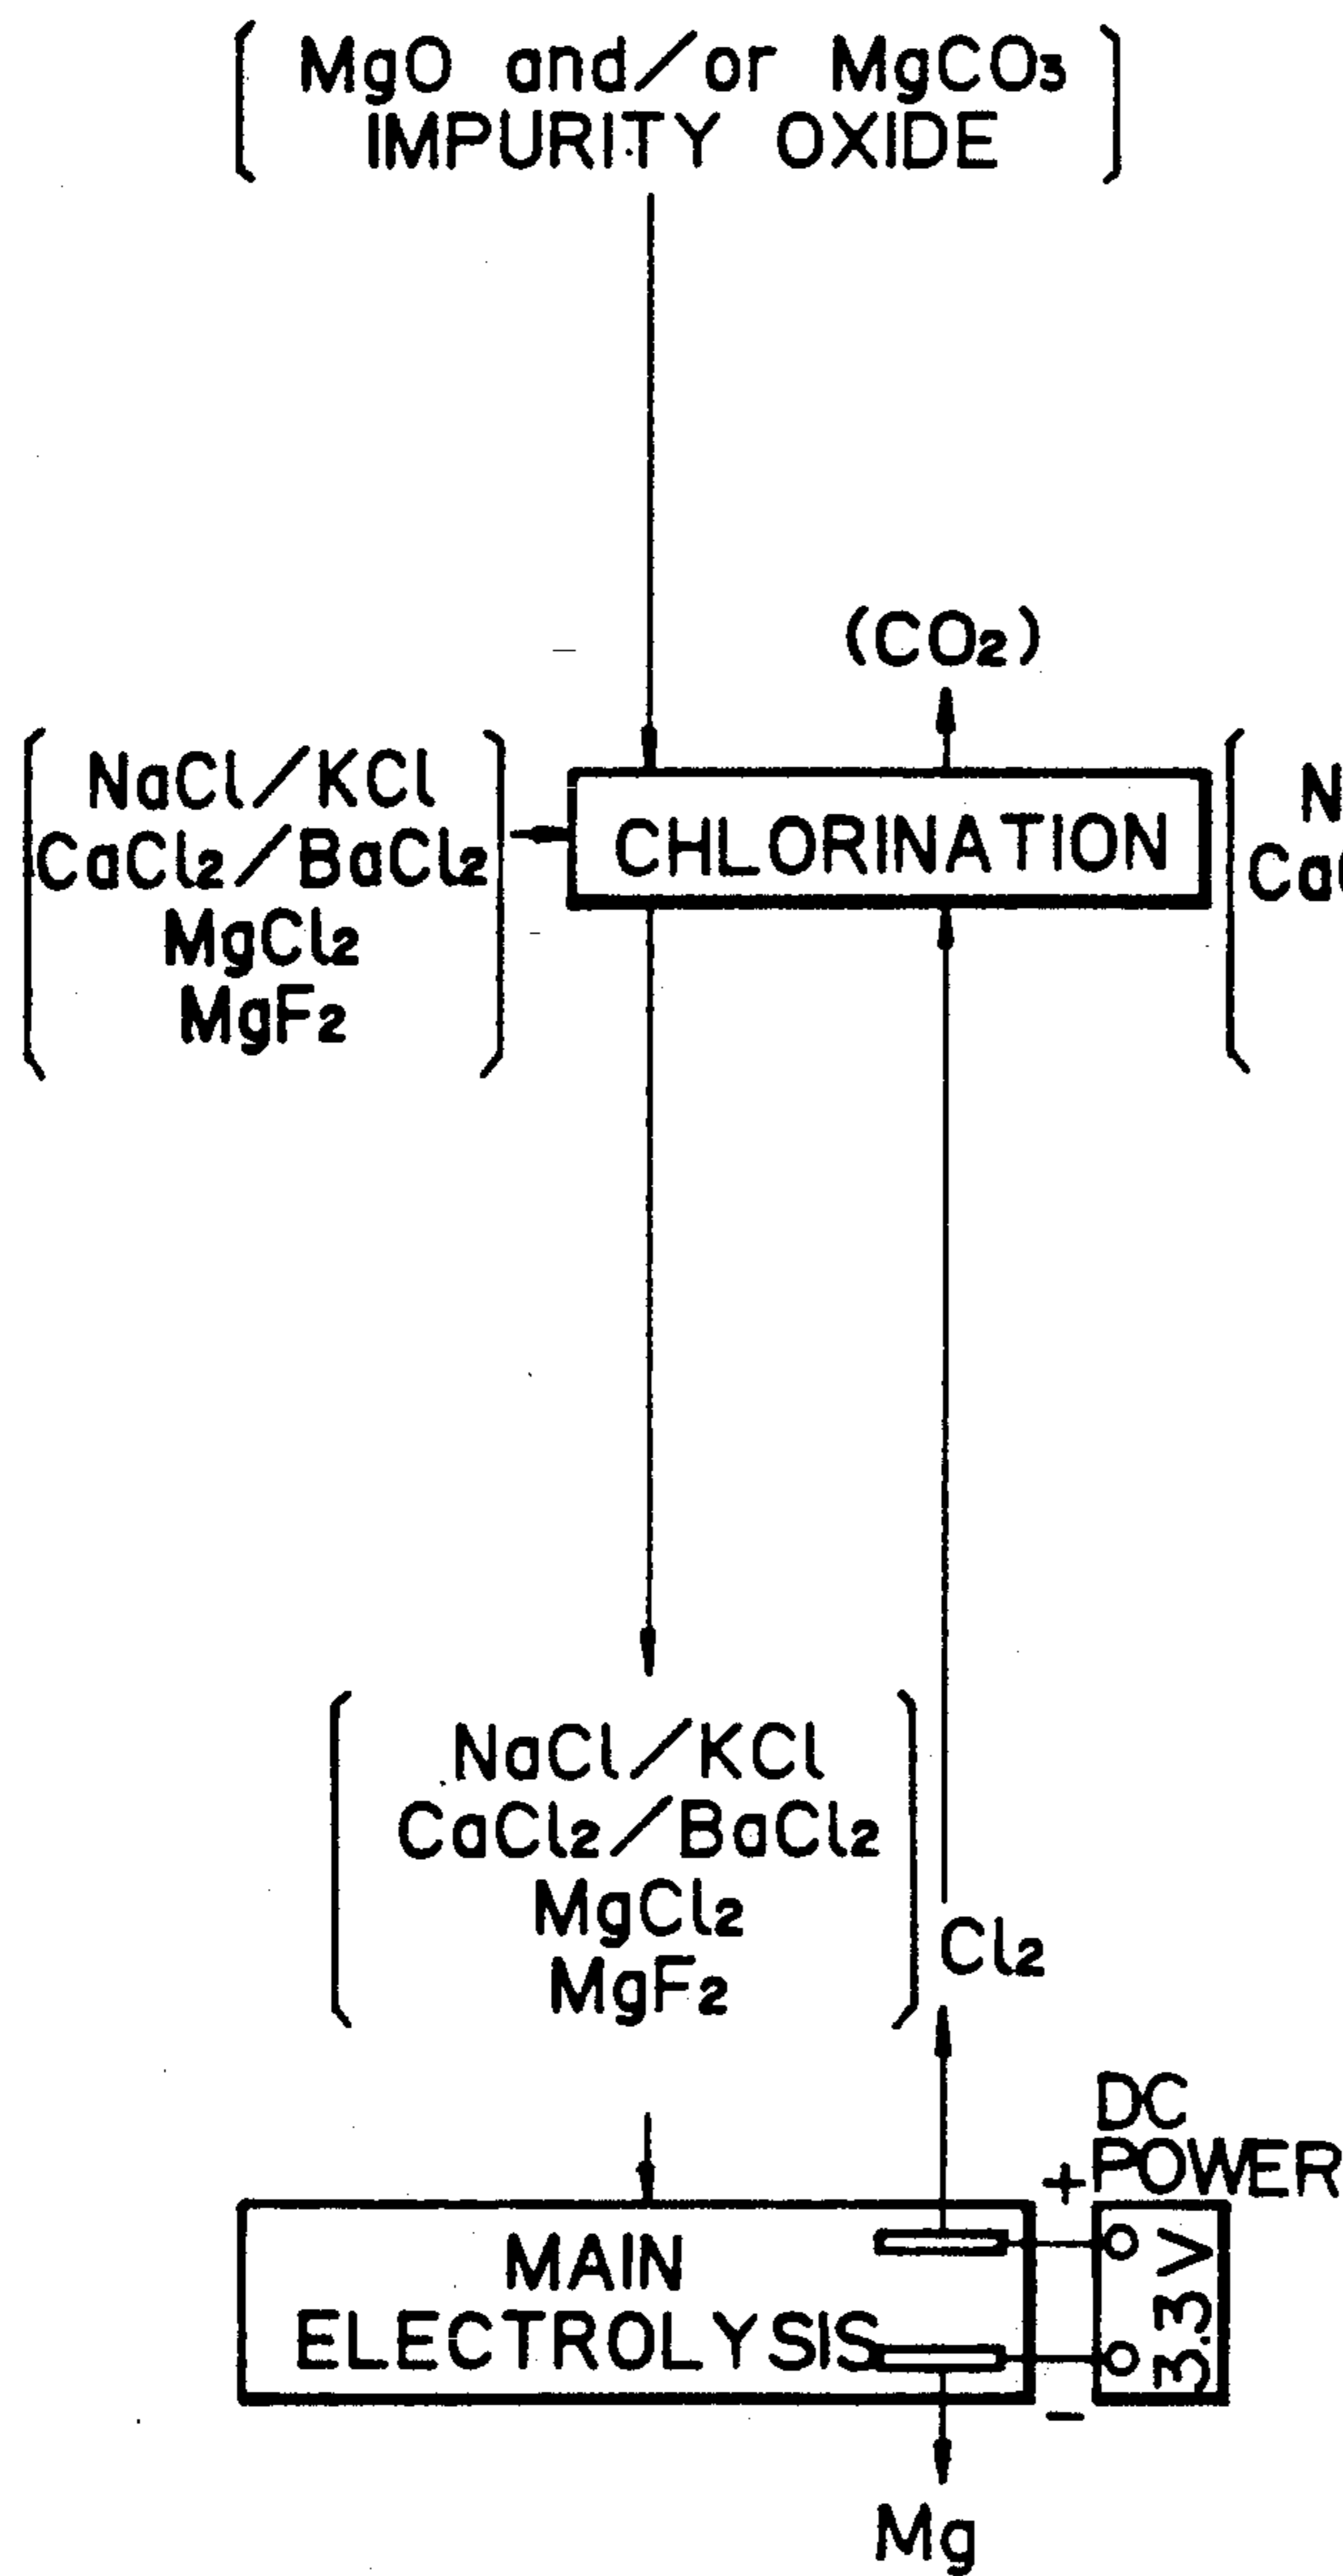 MgO and/or MgCO₃
IMPURITY OXIDE
(CO₂)
NaCl/KCl
CaCl₂/BaCl₂
MgCl₂
MgF₂
CHLORINATION
NaCl/KCl
CaCl₂/BaCl₂
MgCl₂
MgF₂
Cl₂
DC
POWER
+
MAIN
ELECTROLYSIS
3.3 V
−
Mg